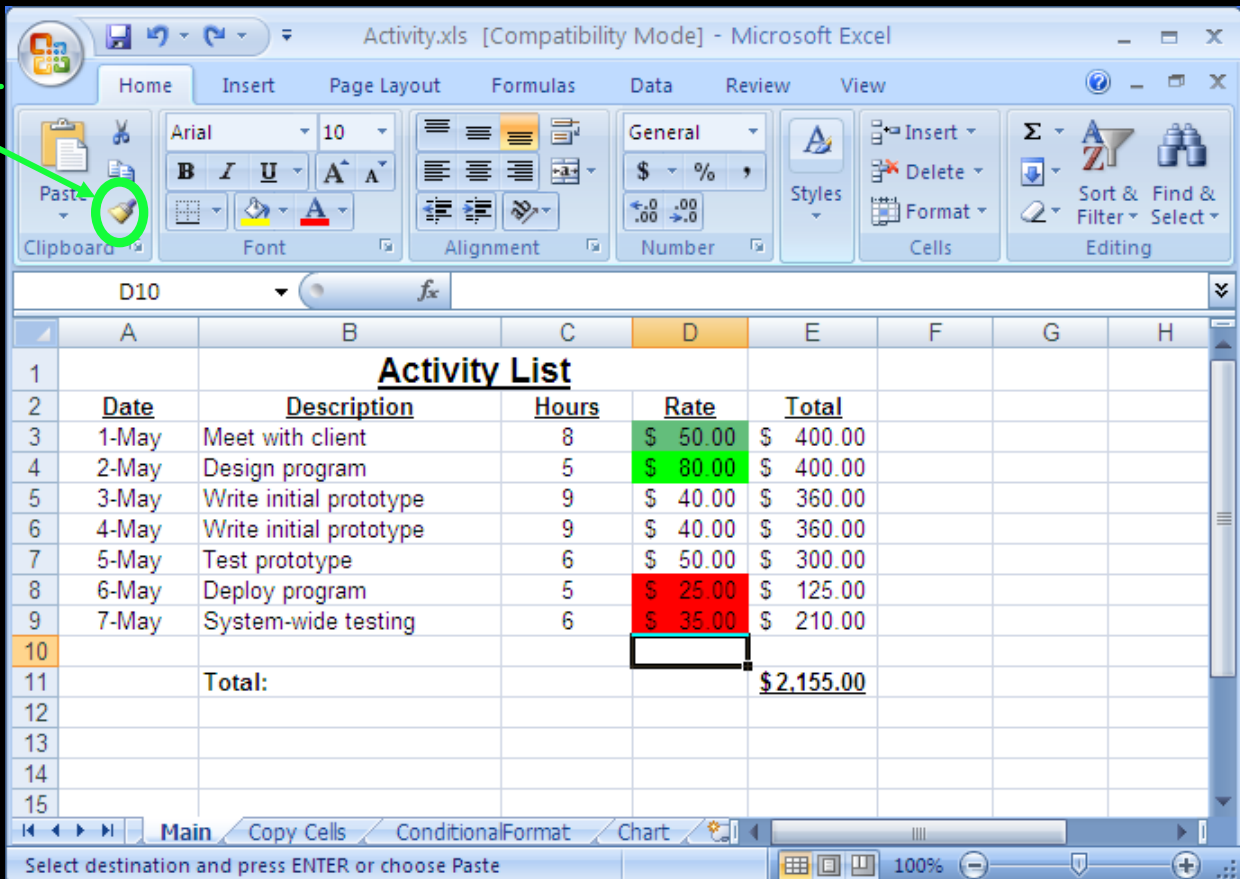 Activity.xls [Compatibility Mode] - Microsoft Excel
Home Insert Page Layout Formulas Data Review View
Arial 10 General Insert Σ
B I U A A $ % , Delete
Paste Styles Sort & Find &
A .00 .00 Format Filter Select
Clipboard Font Alignment Number Cells Editing
D10 fx
A B C D E F G H
1 Activity List
2 Date Description Hours Rate Total
3 1-May Meet with client 8 $ 50.00 $ 400.00
4 2-May Design program 5 $ 80.00 $ 400.00
5 3-May Write initial prototype 9 $ 40.00 $ 360.00
6 4-May Write initial prototype 9 $ 40.00 $ 360.00
7 5-May Test prototype 6 $ 50.00 $ 300.00
8 6-May Deploy program 5 $ 25.00 $ 125.00
9 7-May System-wide testing 6 $ 35.00 $ 210.00
10
11 Total: $2,155.00
12
13
14
15
Main Copy Cells ConditionalFormat Chart
Select destination and press ENTER or choose Paste 100%